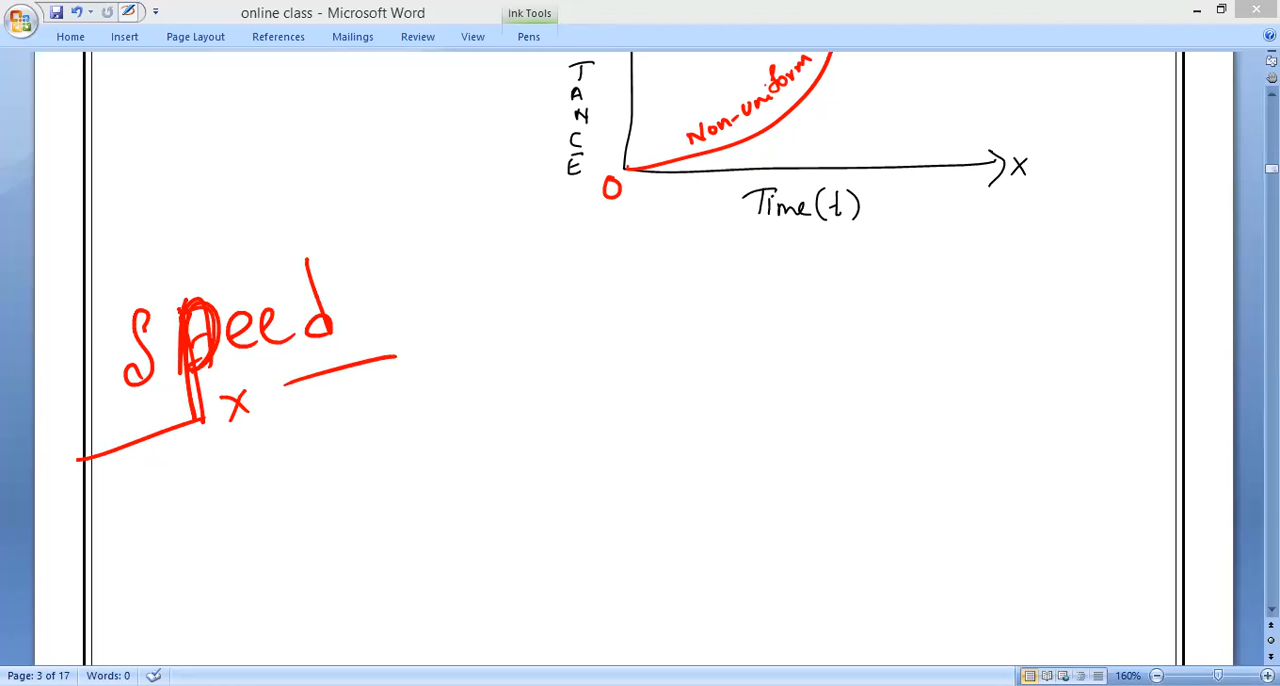 online class - Microsoft Word
Ink Tools
Home Insert Page Layout References Mailings Review View Pens
T
A
N
C
E
Non-uniform
O
X
Time(t)
Speed
x
Page: 3 of 17 Words: 0 160%